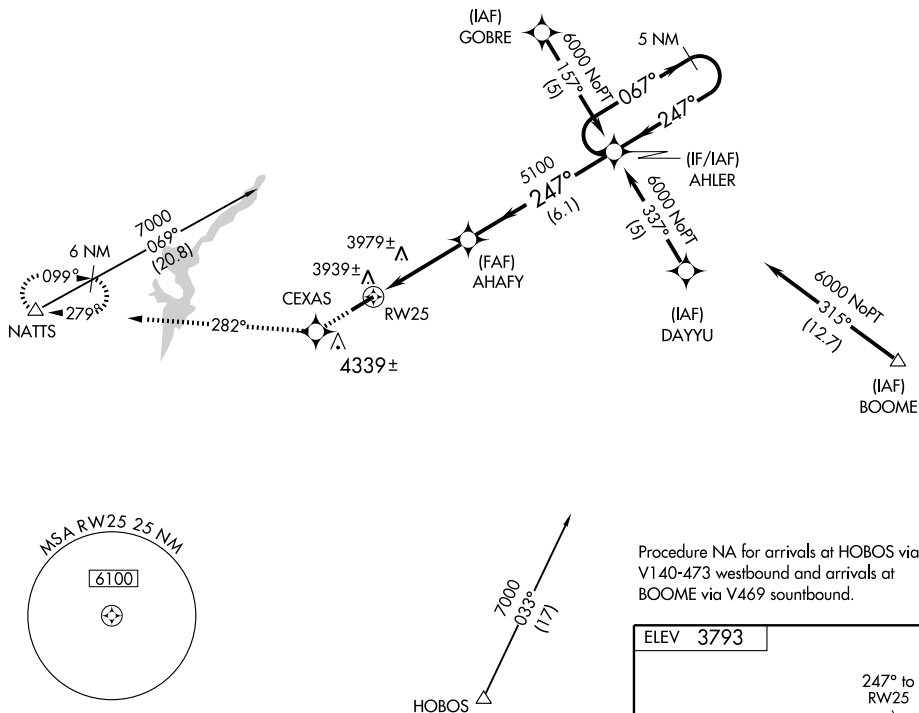 (IAF)
GOBRE
6000 NoPT
157°
(5)
5 NM
067°
247°
(IF/IAF)
AHLER
5100
247°
(6.1)
6000 NoPT
337°
(5)
7000
069°
(20.8)
6 NM
099°
279°
NATTS
3979±
3939±
(FAF)
AHAFY
CEXAS
RW25
282°
4339±
(IAF)
DAYYU
6000 NoPT
315°
(12.7)
(IAF)
BOOME
MSA RW25 25 NM
6100
7000
033°
(17)
HOBOS
Procedure NA for arrivals at HOBOS via
V140-473 westbound and arrivals at
BOOME via V469 sountbound.
ELEV 3793
247° to
RW25